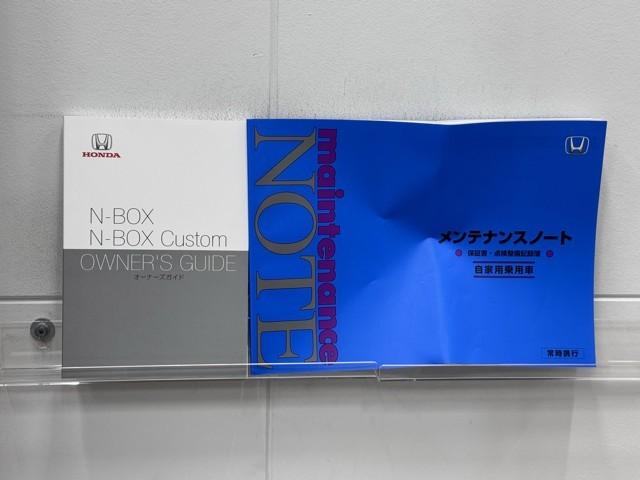 HONDA
N-BOX
N-BOX Custom
OWNER'S GUIDE
オーナーズガイド
maintenance
NOTE
メンテナンスノート
保証書・点検整備記録簿
自家用乗用車
常時携行